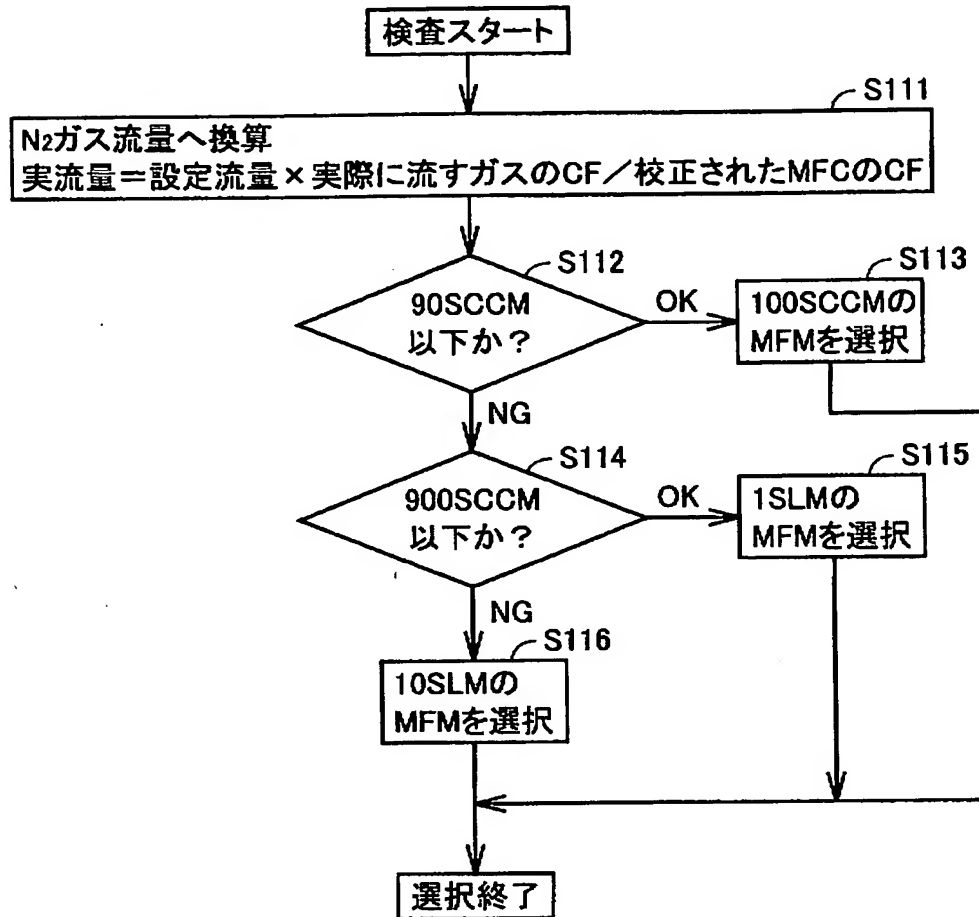 検査スタート
S111
N2ガス流量へ換算
実流量＝設定流量×実際に流すガスのCF／校正されたMFCのCF
S112
90SCCM
以下か？
OK
S113
100SCCMの
MFMを選択
NG
S114
900SCCM
以下か？
OK
S115
1SLMの
MFMを選択
NG
S116
10SLMの
MFMを選択
選択終了